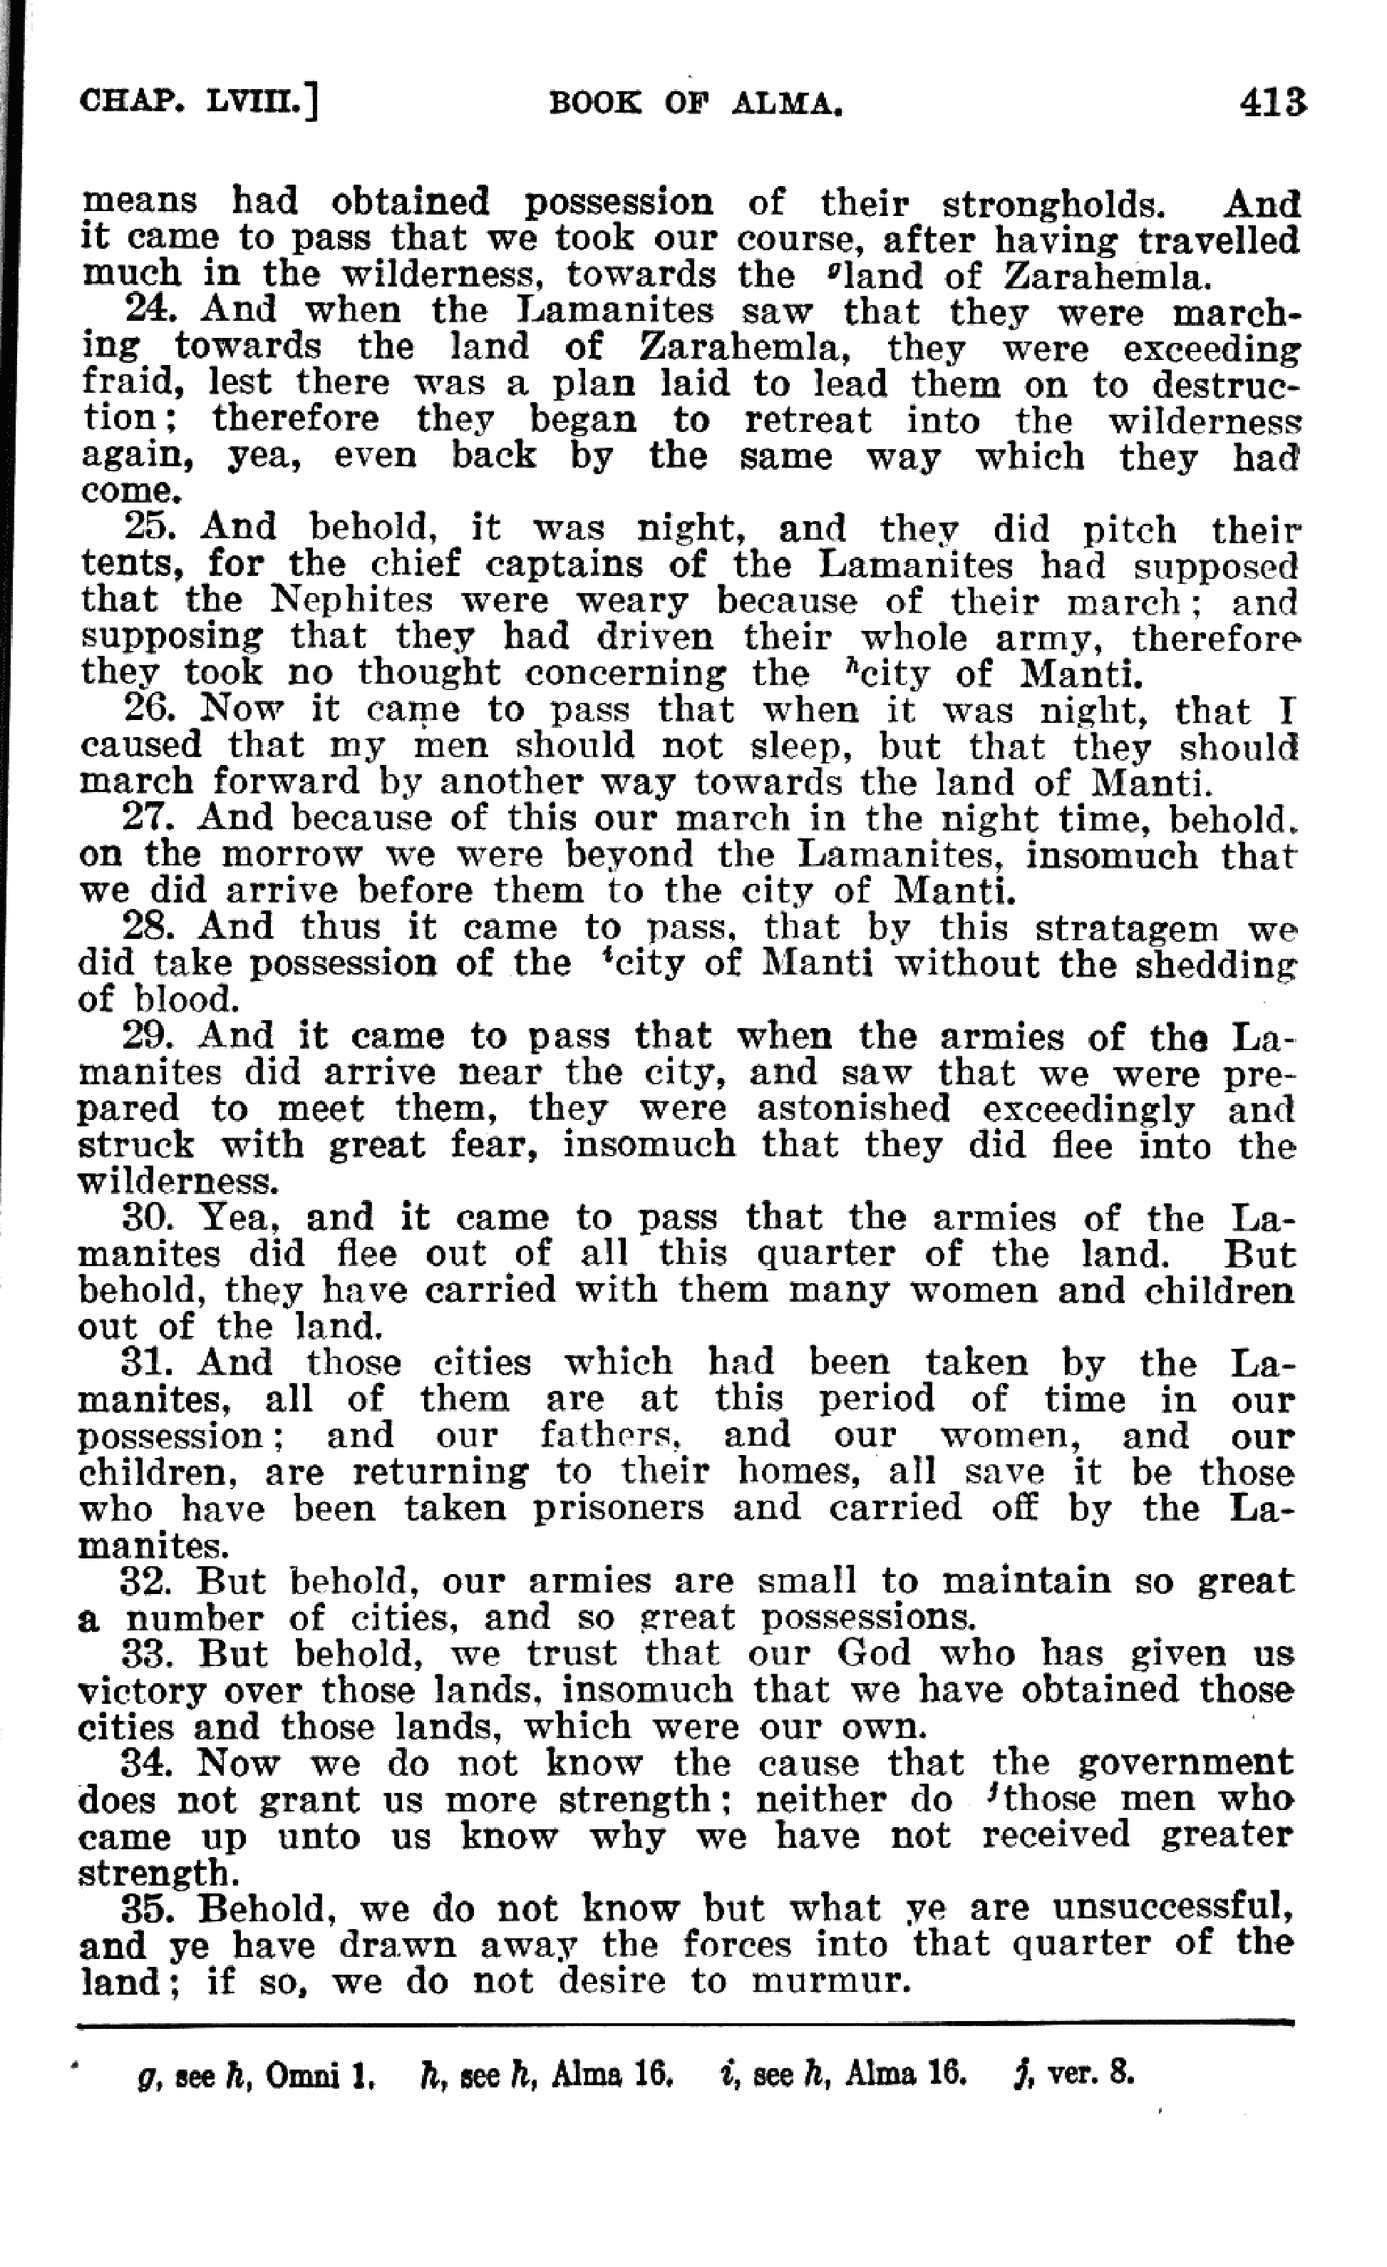 CHAP. LVIII.] BOOK OF ALMA. 413
means had obtained possession of their strongholds. And
it came to pass that we took our course, after having travelled
much in the wilderness, towards the ᵍland of Zarahemla.
24. And when the Lamanites saw that they were march-
ing towards the land of Zarahemla, they were exceeding
fraid, lest there was a plan laid to lead them on to destruc-
tion; therefore they began to retreat into the wilderness
again, yea, even back by the same way which they had
come.
25. And behold, it was night, and they did pitch their
tents, for the chief captains of the Lamanites had supposed
that the Nephites were weary because of their march; and
supposing that they had driven their whole army, therefore
they took no thought concerning the ʰcity of Manti.
26. Now it came to pass that when it was night, that I
caused that my men should not sleep, but that they should
march forward by another way towards the land of Manti.
27. And because of this our march in the night time, behold.
on the morrow we were beyond the Lamanites, insomuch that
we did arrive before them to the city of Manti.
28. And thus it came to pass, that by this stratagem we
did take possession of the ⁱcity of Manti without the shedding
of blood.
29. And it came to pass that when the armies of the La-
manites did arrive near the city, and saw that we were pre-
pared to meet them, they were astonished exceedingly and
struck with great fear, insomuch that they did flee into the
wilderness.
30. Yea, and it came to pass that the armies of the La-
manites did flee out of all this quarter of the land. But
behold, they have carried with them many women and children
out of the land.
31. And those cities which had been taken by the La-
manites, all of them are at this period of time in our
possession; and our fathers, and our women, and our
children, are returning to their homes, all save it be those
who have been taken prisoners and carried off by the La-
manites.
32. But behold, our armies are small to maintain so great
a number of cities, and so great possessions.
33. But behold, we trust that our God who has given us
victory over those lands, insomuch that we have obtained those
cities and those lands, which were our own.
34. Now we do not know the cause that the government
does not grant us more strength; neither do ʲthose men who
came up unto us know why we have not received greater
strength.
35. Behold, we do not know but what ye are unsuccessful,
and ye have drawn away the forces into that quarter of the
land; if so, we do not desire to murmur.
g, see h, Omni 1. h, see h, Alma 16. i, see h, Alma 16. j, ver. 8.